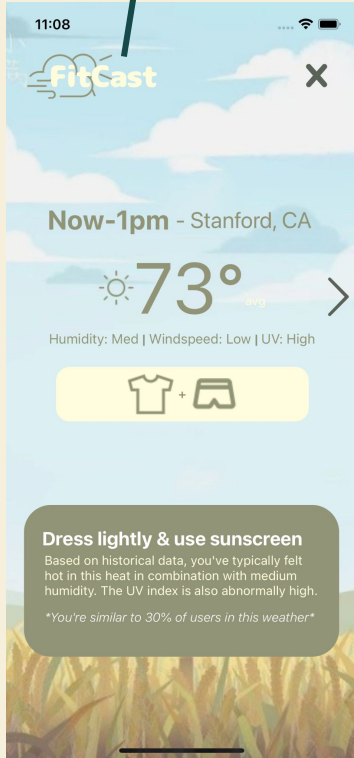 11:08
FitCast
Now-1pm - Stanford, CA
73°
avg
Humidity: Med | Windspeed: Low | UV: High
+
Dress lightly & use sunscreen
Based on historical data, you've typically felt
hot in this heat in combination with medium
humidity. The UV index is also abnormally high.
*You're similar to 30% of users in this weather*